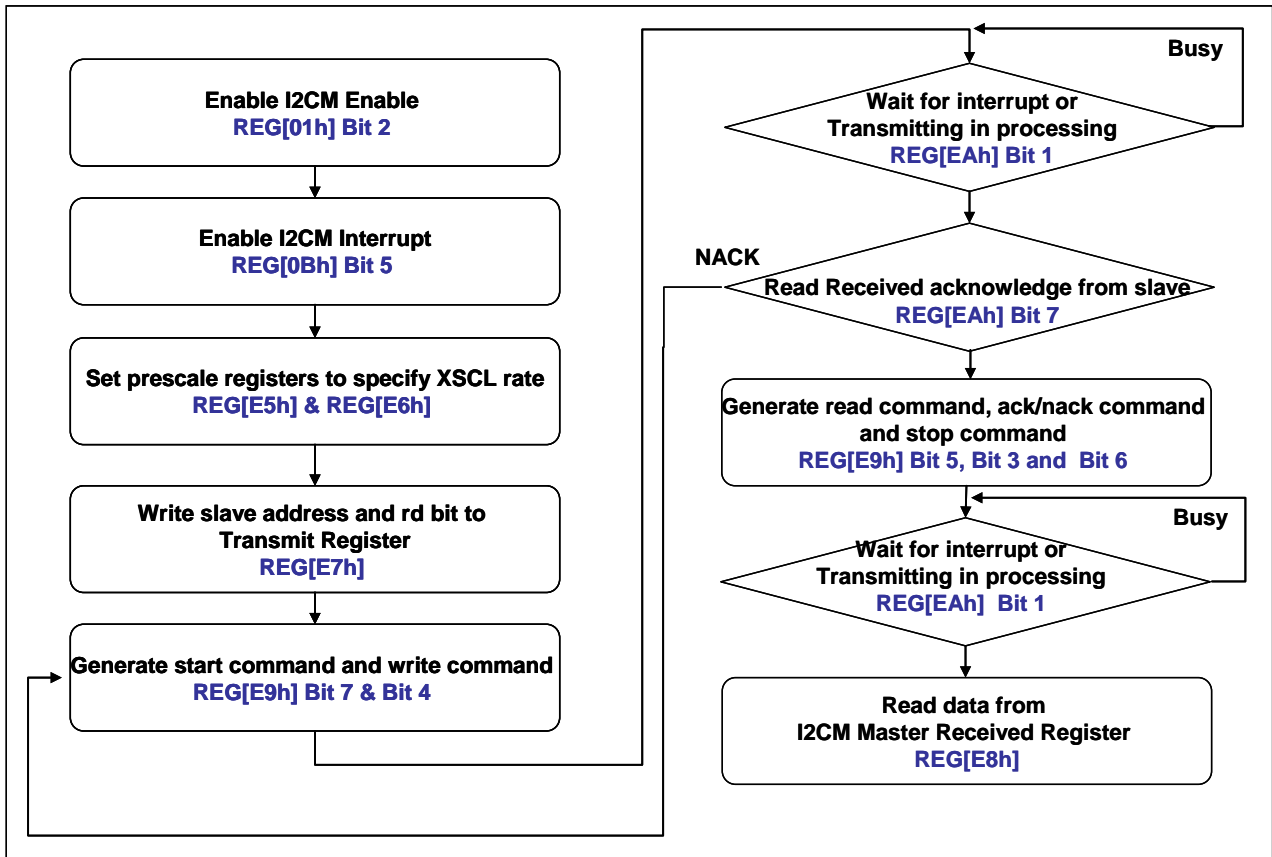 Enable I2CM Enable
REG[01h] Bit 2
Enable I2CM Interrupt
REG[0Bh] Bit 5
Set prescale registers to specify XSCL rate
REG[E5h] & REG[E6h]
Write slave address and rd bit to
Transmit Register
REG[E7h]
Generate start command and write command
REG[E9h] Bit 7 & Bit 4
Busy
Wait for interrupt or
Transmitting in processing
REG[EAh] Bit 1
NACK
Read Received acknowledge from slave
REG[EAh] Bit 7
Generate read command, ack/nack command
and stop command
REG[E9h] Bit 5, Bit 3 and Bit 6
Busy
Wait for interrupt or
Transmitting in processing
REG[EAh] Bit 1
Read data from
I2CM Master Received Register
REG[E8h]